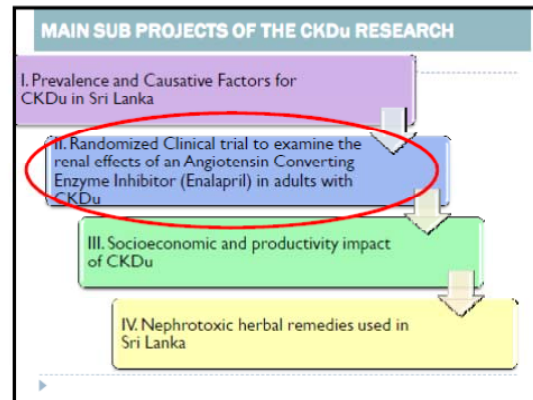 MAIN SUB PROJECTS OF THE CKDu RESEARCH
I. Prevalence and Causative Factors for
CKDu in Sri Lanka
II. Randomized Clinical trial to examine the
renal effects of an Angiotensin Converting
Enzyme Inhibitor (Enalapril) in adults with
CKDu
III. Socioeconomic and productivity impact
of CKDu
IV. Nephrotoxic herbal remedies used in
Sri Lanka